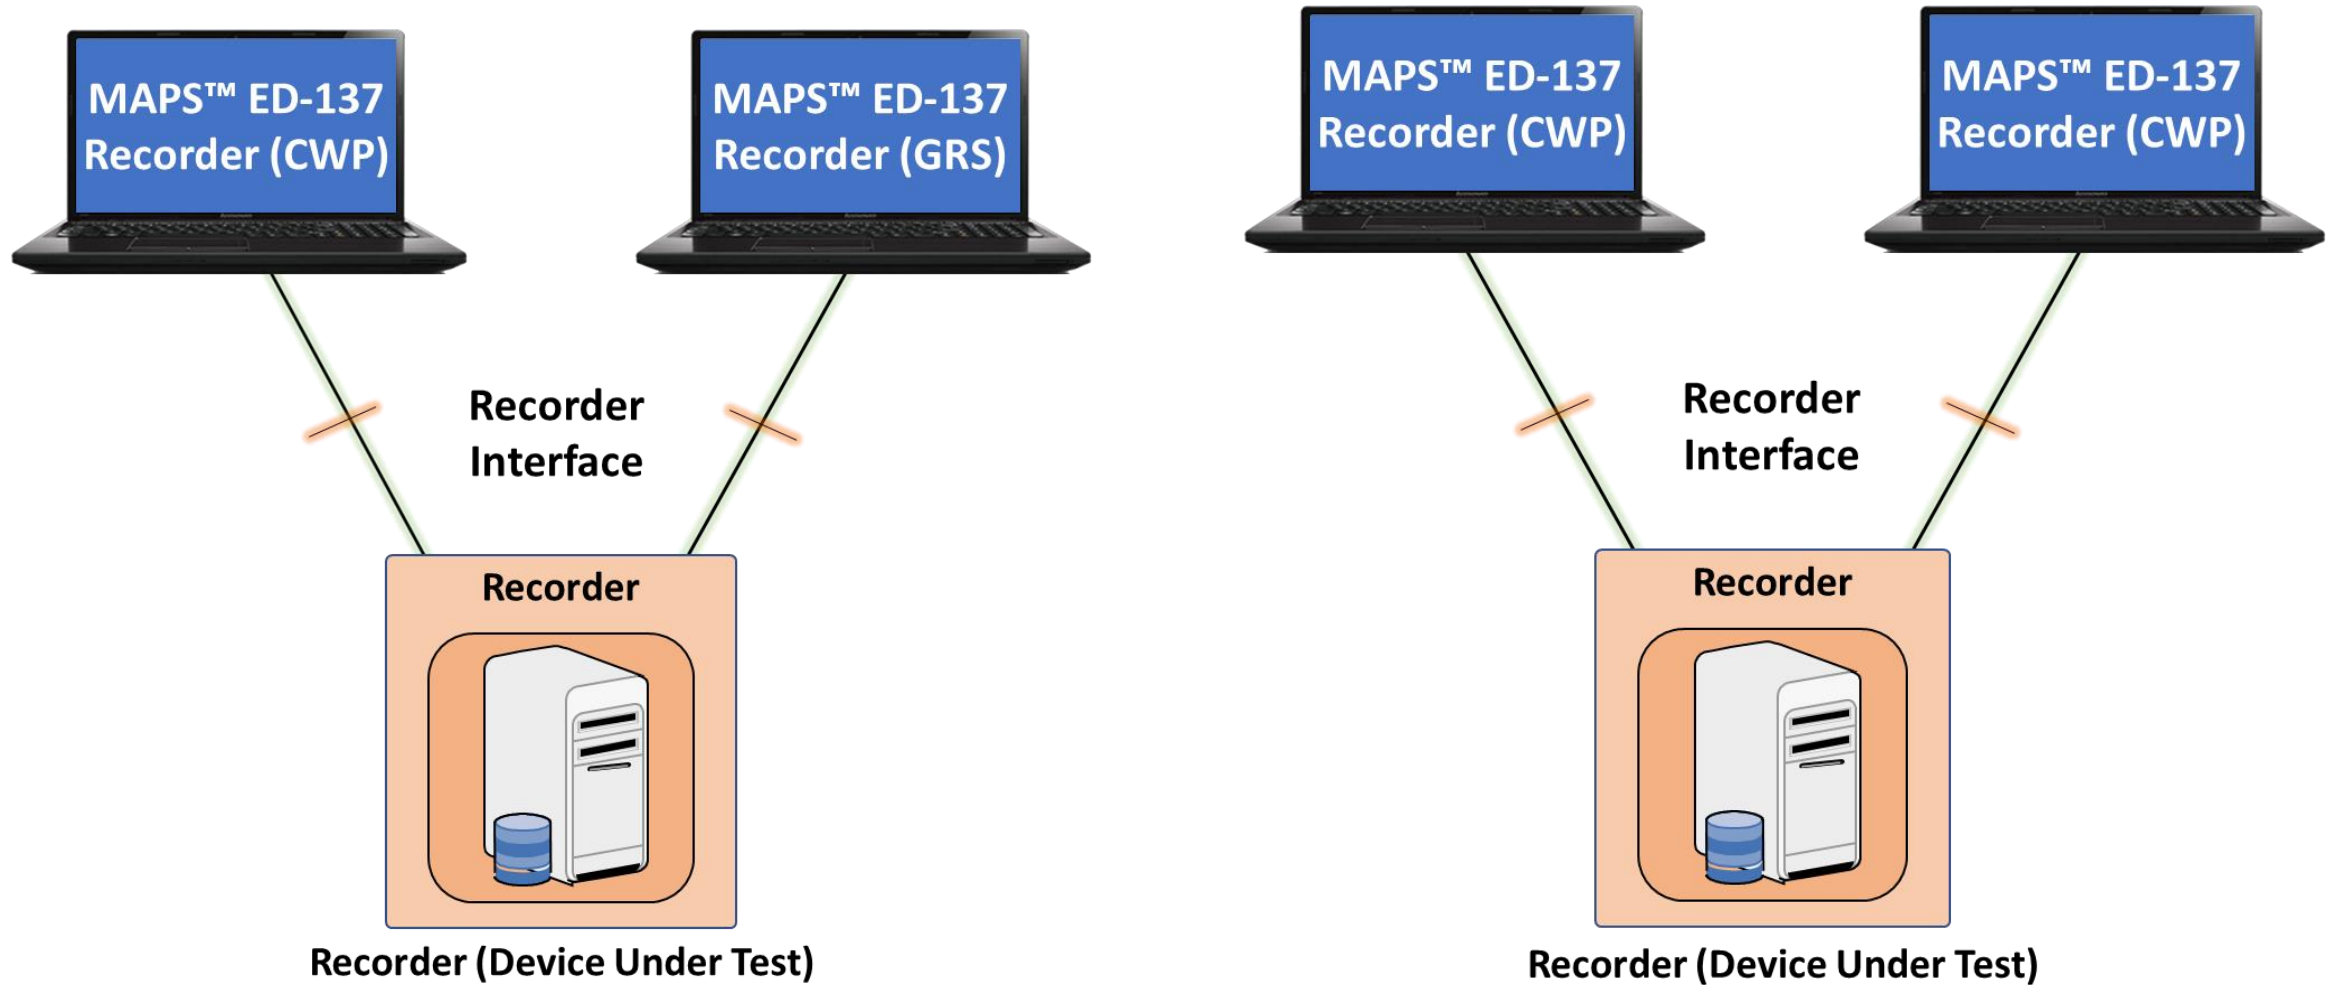 MAPS™ ED-137
Recorder (CWP)
MAPS™ ED-137
Recorder (GRS)
Recorder
Interface
Recorder
Recorder (Device Under Test)
MAPS™ ED-137
Recorder (CWP)
MAPS™ ED-137
Recorder (CWP)
Recorder
Interface
Recorder
Recorder (Device Under Test)